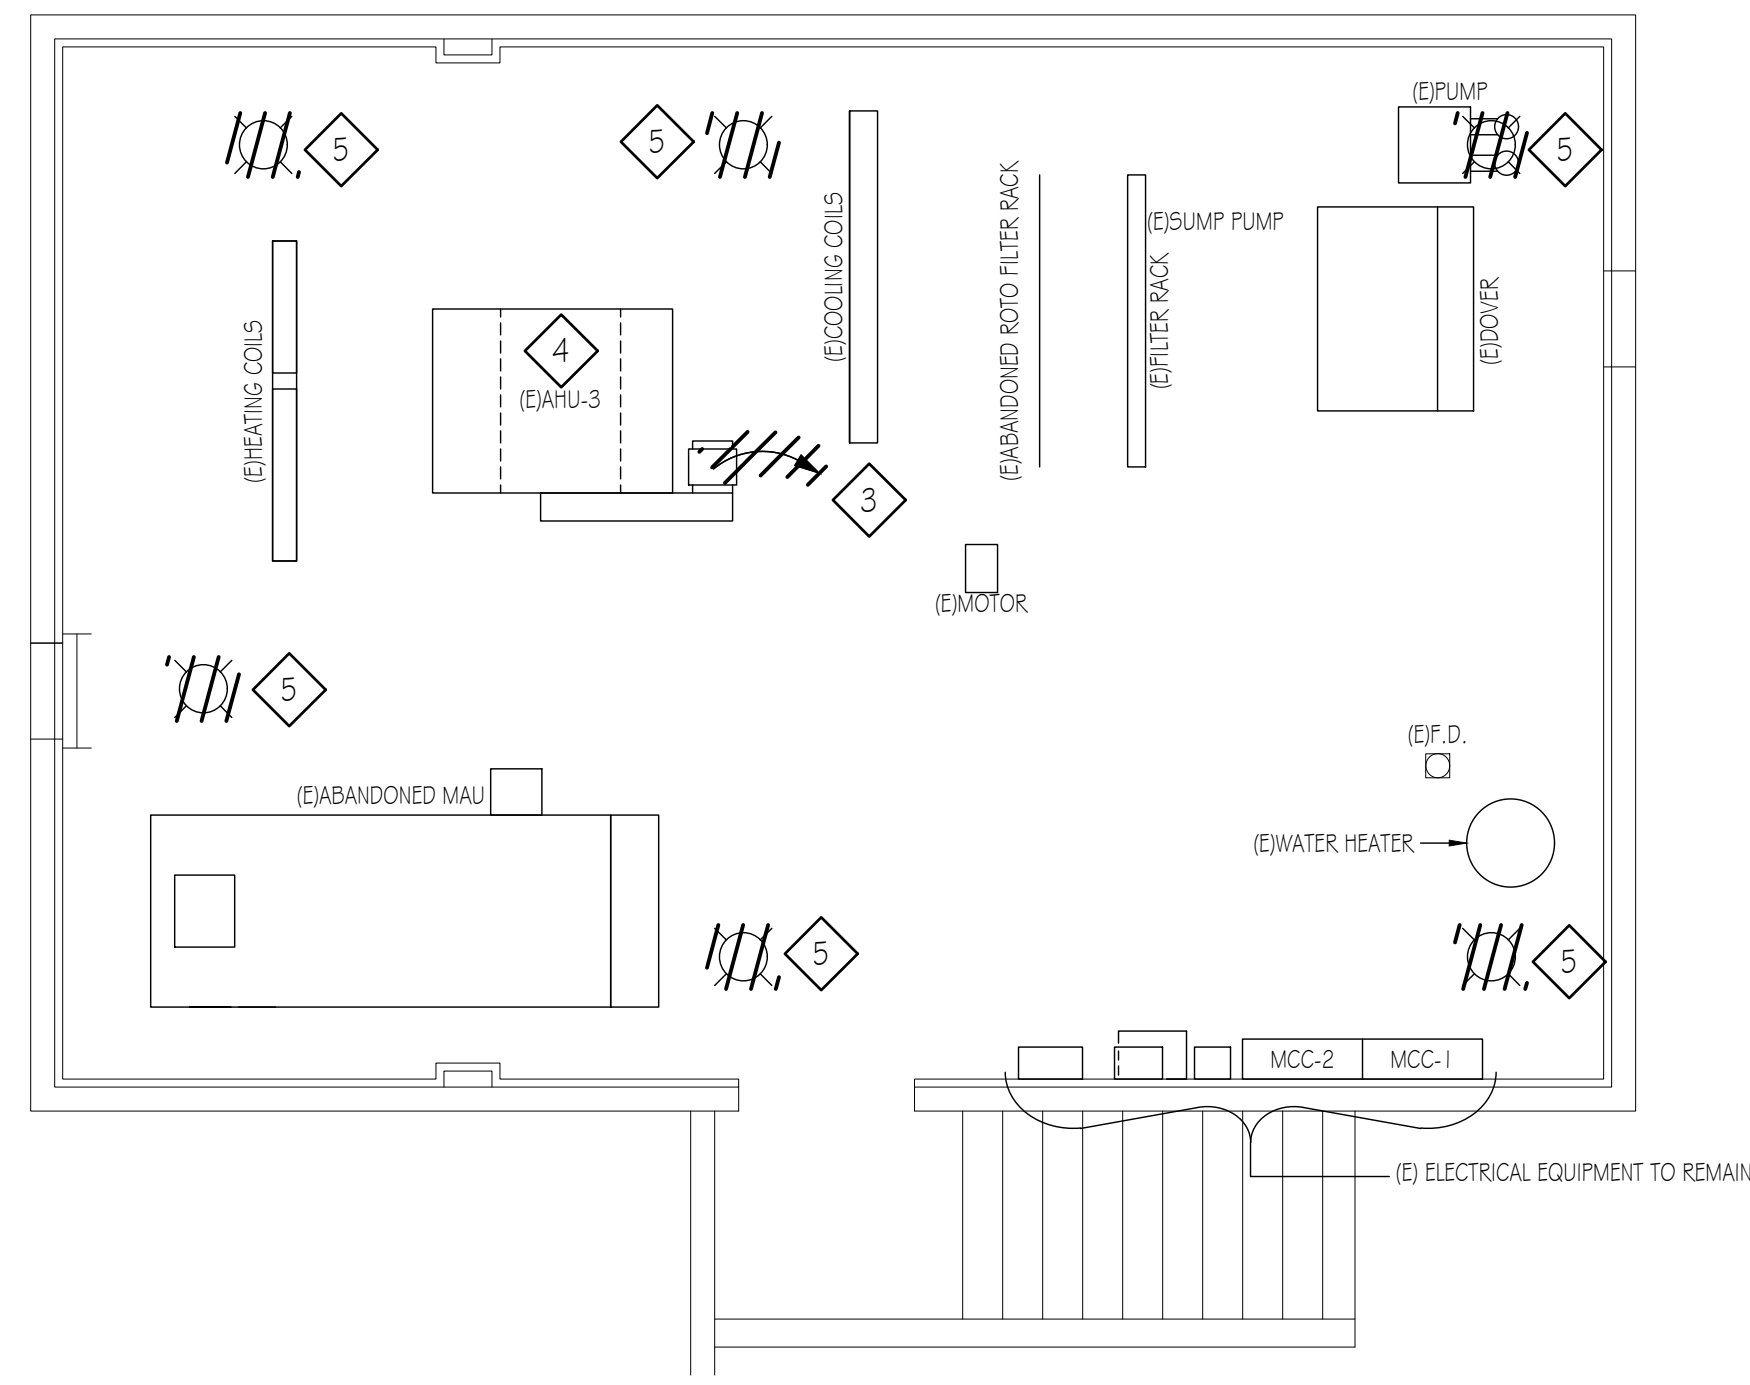 (E)PUMP
5
5
5
(E)SUMP PUMP
(E)COOLING COILS
(E)ABANDONED ROTO FILTER RACK
(E)FILTER RACK
(E)DOVER
(E)HEATING COILS
4
(E)AHU-3
3
(E)MOTOR
5
(E)F.D.
(E)ABANDONED MAU
(E)WATER HEATER
5
5
MCC-2
MCC-1
(E) ELECTRICAL EQUIPMENT TO REMAIN